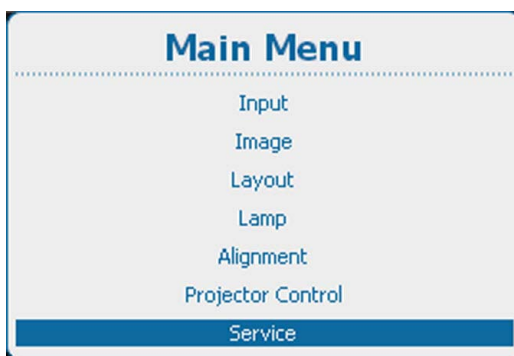 Main Menu
Input
Image
Layout
Lamp
Alignment
Projector Control
Service